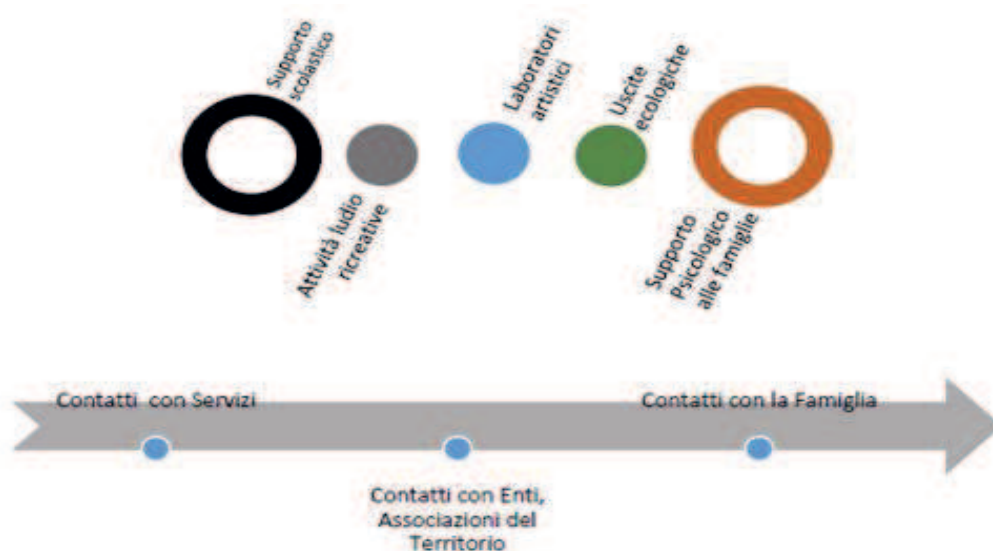 Supporto
scolastico
Attività ludio
ricreative
Laboratori
artistici
Uscite
ecologiche
Supporto
Psicologico
alle famiglie
Contatti con Servizi
Contatti con Enti,
Associazioni del
Territorio
Contatti con la Famiglia